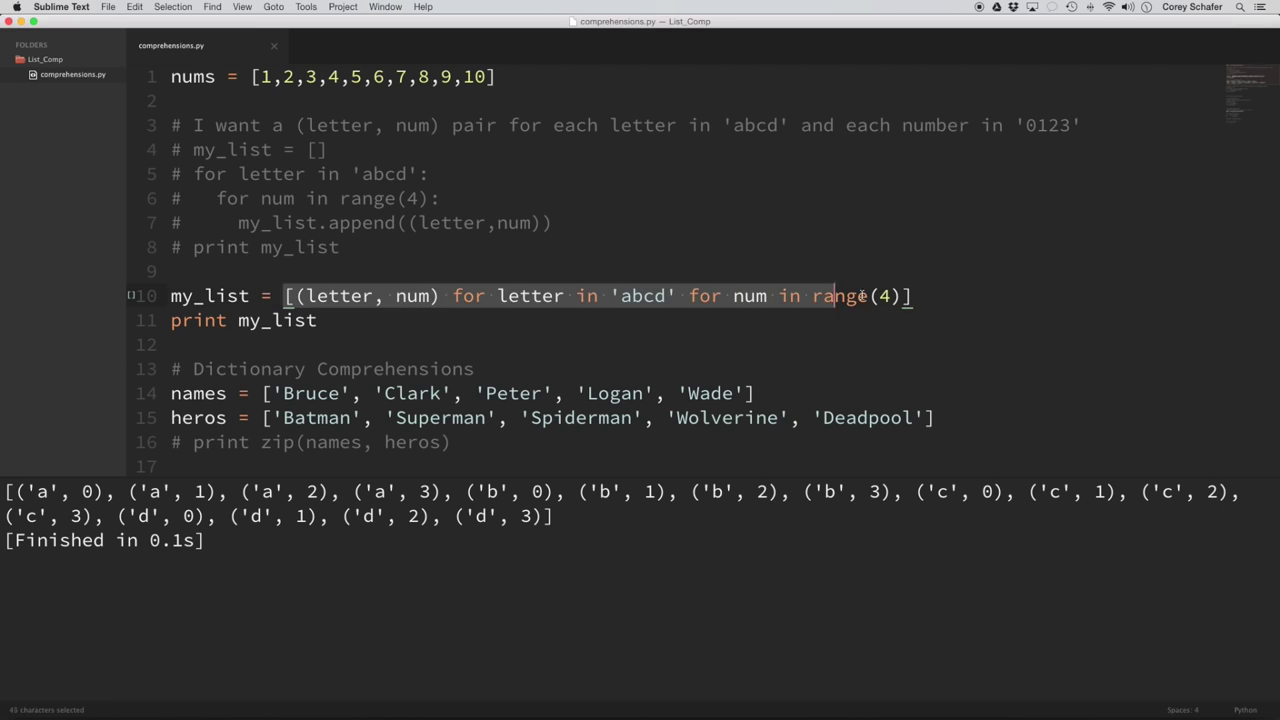 Sublime Text File Edit Selection Find View Goto Tools Project Window Help Corey Schafer
comprehensions.py — List_Comp
FOLDERS
List_Comp
comprehensions.py
comprehensions.py
1 nums = [1,2,3,4,5,6,7,8,9,10]
2
3 # I want a (letter, num) pair for each letter in 'abcd' and each number in '0123'
4 # my_list = []
5 # for letter in 'abcd':
6 #   for num in range(4):
7 #     my_list.append((letter,num))
8 # print my_list
9
10 my_list = [(letter, num) for letter in 'abcd' for num in range(4)]
11 print my_list
12
13 # Dictionary Comprehensions
14 names = ['Bruce', 'Clark', 'Peter', 'Logan', 'Wade']
15 heros = ['Batman', 'Superman', 'Spiderman', 'Wolverine', 'Deadpool']
16 # print zip(names, heros)
17
[('a', 0), ('a', 1), ('a', 2), ('a', 3), ('b', 0), ('b', 1), ('b', 2), ('b', 3), ('c', 0), ('c', 1), ('c', 2),
('c', 3), ('d', 0), ('d', 1), ('d', 2), ('d', 3)]
[Finished in 0.1s]
45 characters selected Spaces: 4 Python